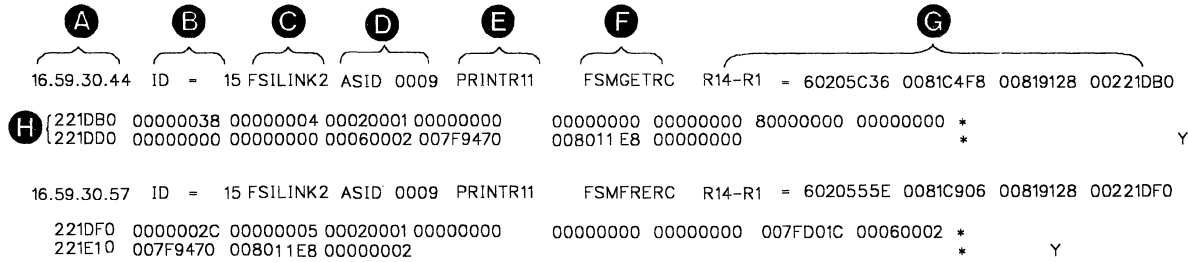 A B C D E F G
16.59.30.44 ID = 15 FSILINK2 ASID 0009 PRINTR11 FSMGETRC R14-R1 = 60205C36 0081C4F8 00819128 00221DB0
H 221DB0 00000038 00000004 00020001 00000000 00000000 00000000 80000000 00000000 *
221DD0 00000000 00000000 00060002 007F9470 008011E8 00000000 * Y
16.59.30.57 ID = 15 FSILINK2 ASID 0009 PRINTR11 FSMFRERC R14-R1 = 6020555E 0081C906 00819128 00221DF0
221DF0 0000002C 00000005 00020001 00000000 00000000 00000000 007FD01C 00060002 *
221E10 007F9470 008011E8 00000002 * Y